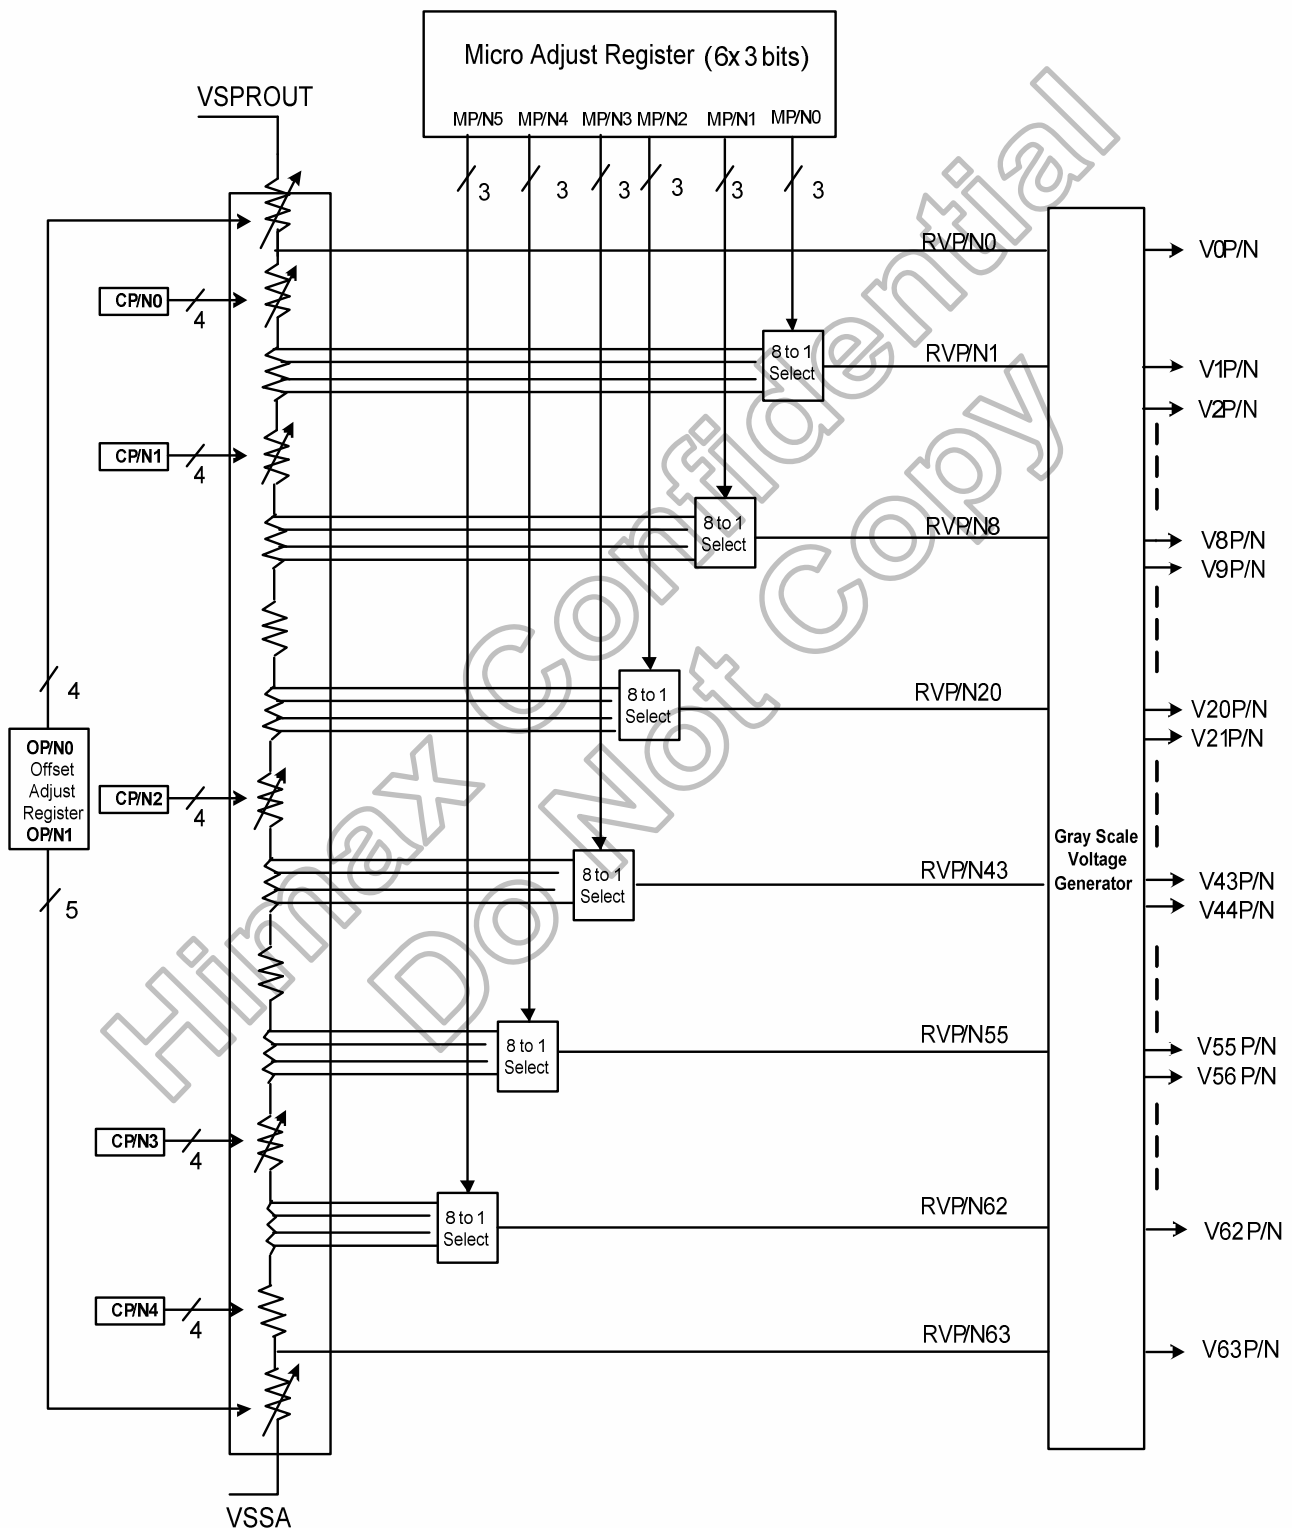 Micro Adjust Register (6x 3 bits)
MP/N5 MP/N4 MP/N3 MP/N2 MP/N1 MP/N0
VSPROUT
3 3 3 3 3 3
RVP/N0
V0P/N
CP/N0
4
8 to 1
Select
RVP/N1
V1P/N
V2P/N
CP/N1
4
8 to 1
Select
RVP/N8
V8P/N
V9P/N
4
8 to 1
Select
RVP/N20
V20P/N
V21P/N
OP/N0
Offset
Adjust
Register
OP/N1
CP/N2
4
Gray Scale
Voltage
Generator
8 to 1
Select
RVP/N43
V43P/N
V44P/N
5
8 to 1
Select
RVP/N55
V55 P/N
V56 P/N
CP/N3
4
8 to 1
Select
RVP/N62
V62 P/N
CP/N4
4
RVP/N63
V63P/N
VSSA
Himax Confidential
Do Not Copy